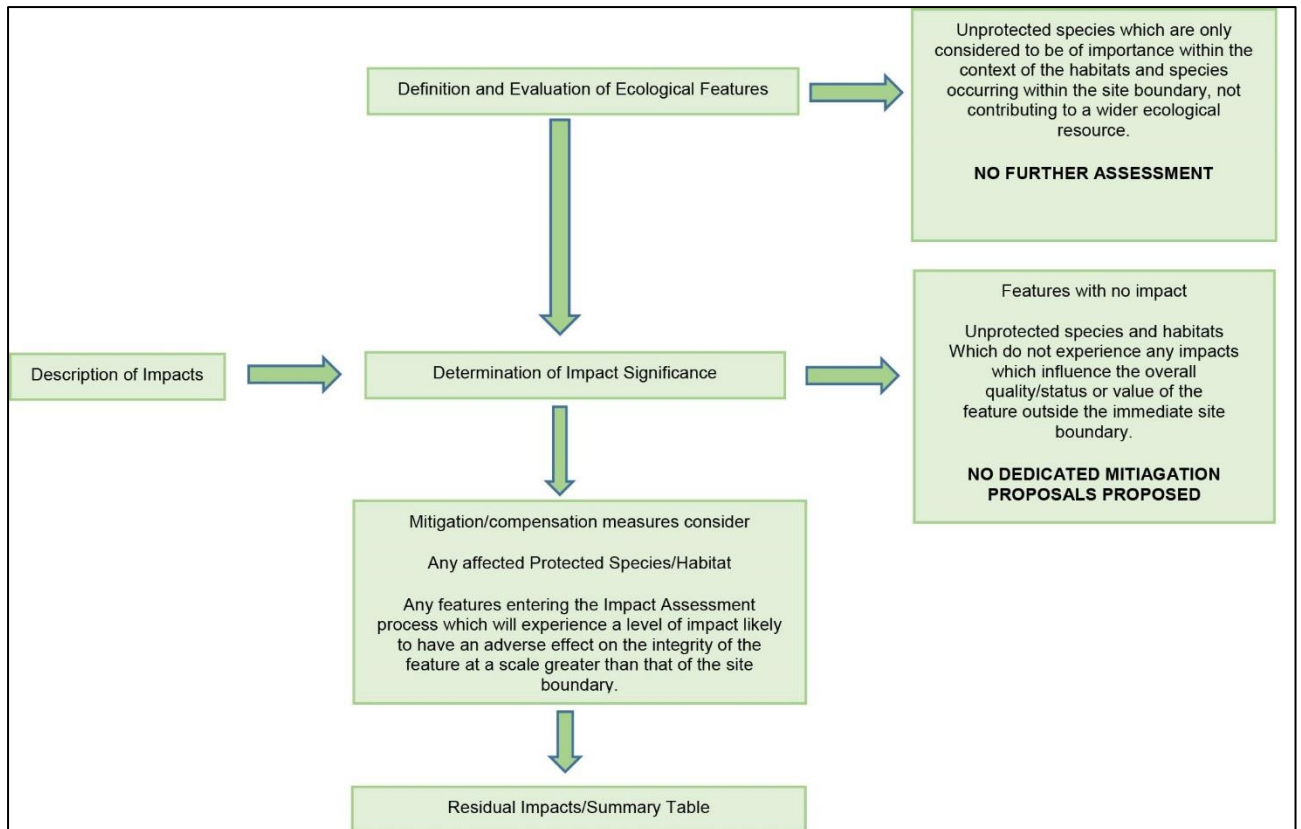 Unprotected species which are only
considered to be of importance within the
context of the habitats and species
occurring within the site boundary, not
contributing to a wider ecological
resource.
NO FURTHER ASSESSMENT
Definition and Evaluation of Ecological Features
Features with no impact
Unprotected species and habitats
Which do not experience any impacts
which influence the overall
quality/status or value of the
feature outside the immediate site
boundary.
NO DEDICATED MITIAGATION
PROPOSALS PROPOSED
Description of Impacts
Determination of Impact Significance
Mitigation/compensation measures consider
Any affected Protected Species/Habitat
Any features entering the Impact Assessment
process which will experience a level of impact likely
to have an adverse effect on the integrity of the
feature at a scale greater than that of the site
boundary.
Residual Impacts/Summary Table